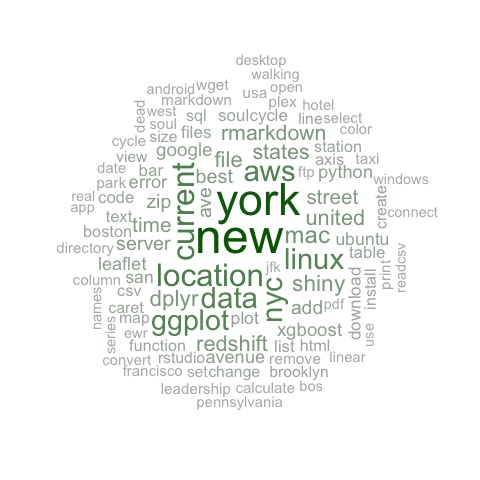 desktop
walking
android wget
usa open
markdown
plex hotel
dead west
sql soulcycle
line select
soul
files rmarkdown
color
cycle size
google states station
view
file
axis taxi
date bar
best aws ftp python
windows
park error
current
real code
zip ave york street create
app
connect
text time
new mac united
boston
server
ubuntu
directory
linux table
leaflet san location
jfk
column csv
nyc shiny
print readcsv
names
dplyr data
download install
series caret
add pdf
map ggplot plot
xgboost
use
ewr
function redshift list html
convert rstudio avenue remove linear
francisco set change brooklyn
leadership calculate bos
pennsylvania